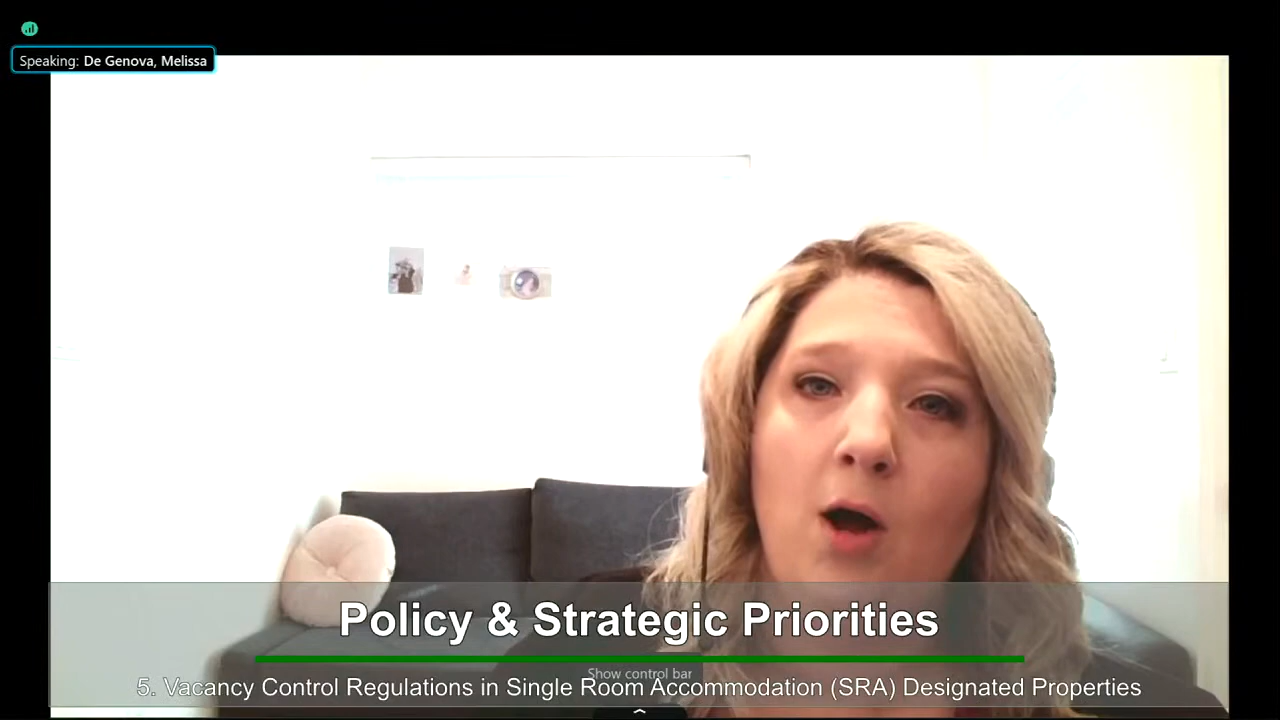 Speaking: De Genova, Melissa
Policy & Strategic Priorities
Show control bar
5. Vacancy Control Regulations in Single Room Accommodation (SRA) Designated Properties